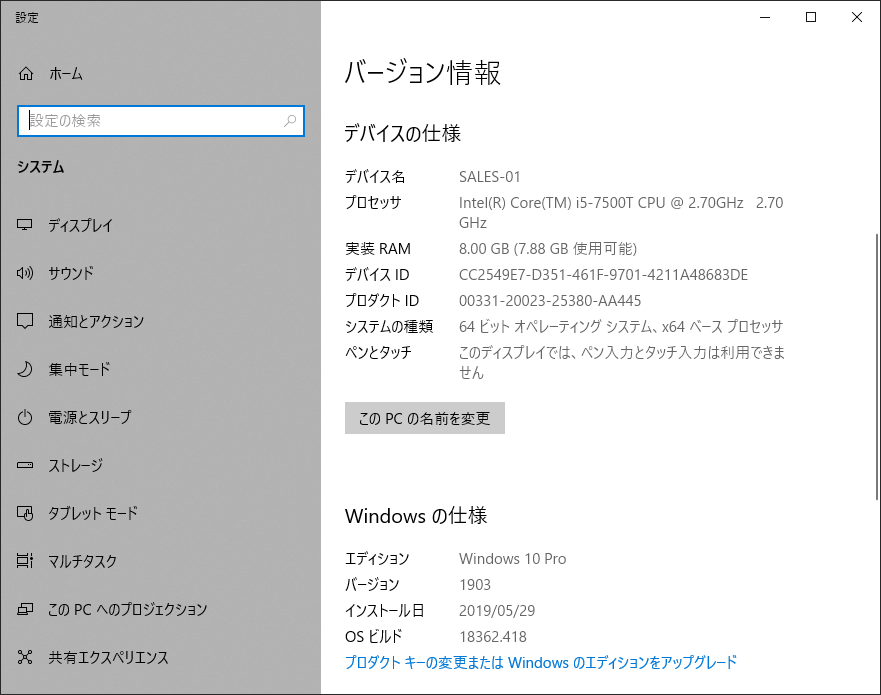 設定
ホーム
設定の検索
システム
ディスプレイ
サウンド
通知とアクション
集中モード
電源とスリープ
ストレージ
タブレット モード
マルチタスク
この PC へのプロジェクション
共有エクスペリエンス
バージョン情報
デバイスの仕様
デバイス名 SALES-01
プロセッサ Intel(R) Core(TM) i5-7500T CPU @ 2.70GHz 2.70
GHz
実装 RAM 8.00 GB (7.88 GB 使用可能)
デバイス ID CC2549E7-D351-461F-9701-4211A48683DE
プロダクト ID 00331-20023-25380-AA445
システムの種類 64 ビット オペレーティング システム、x64 ベース プロセッサ
ペンとタッチ このディスプレイでは、ペン入力とタッチ入力は利用できま
せん
この PC の名前を変更
Windows の仕様
エディション Windows 10 Pro
バージョン 1903
インストール日 2019/05/29
OS ビルド 18362.418
プロダクト キーの変更または Windows のエディションをアップグレード